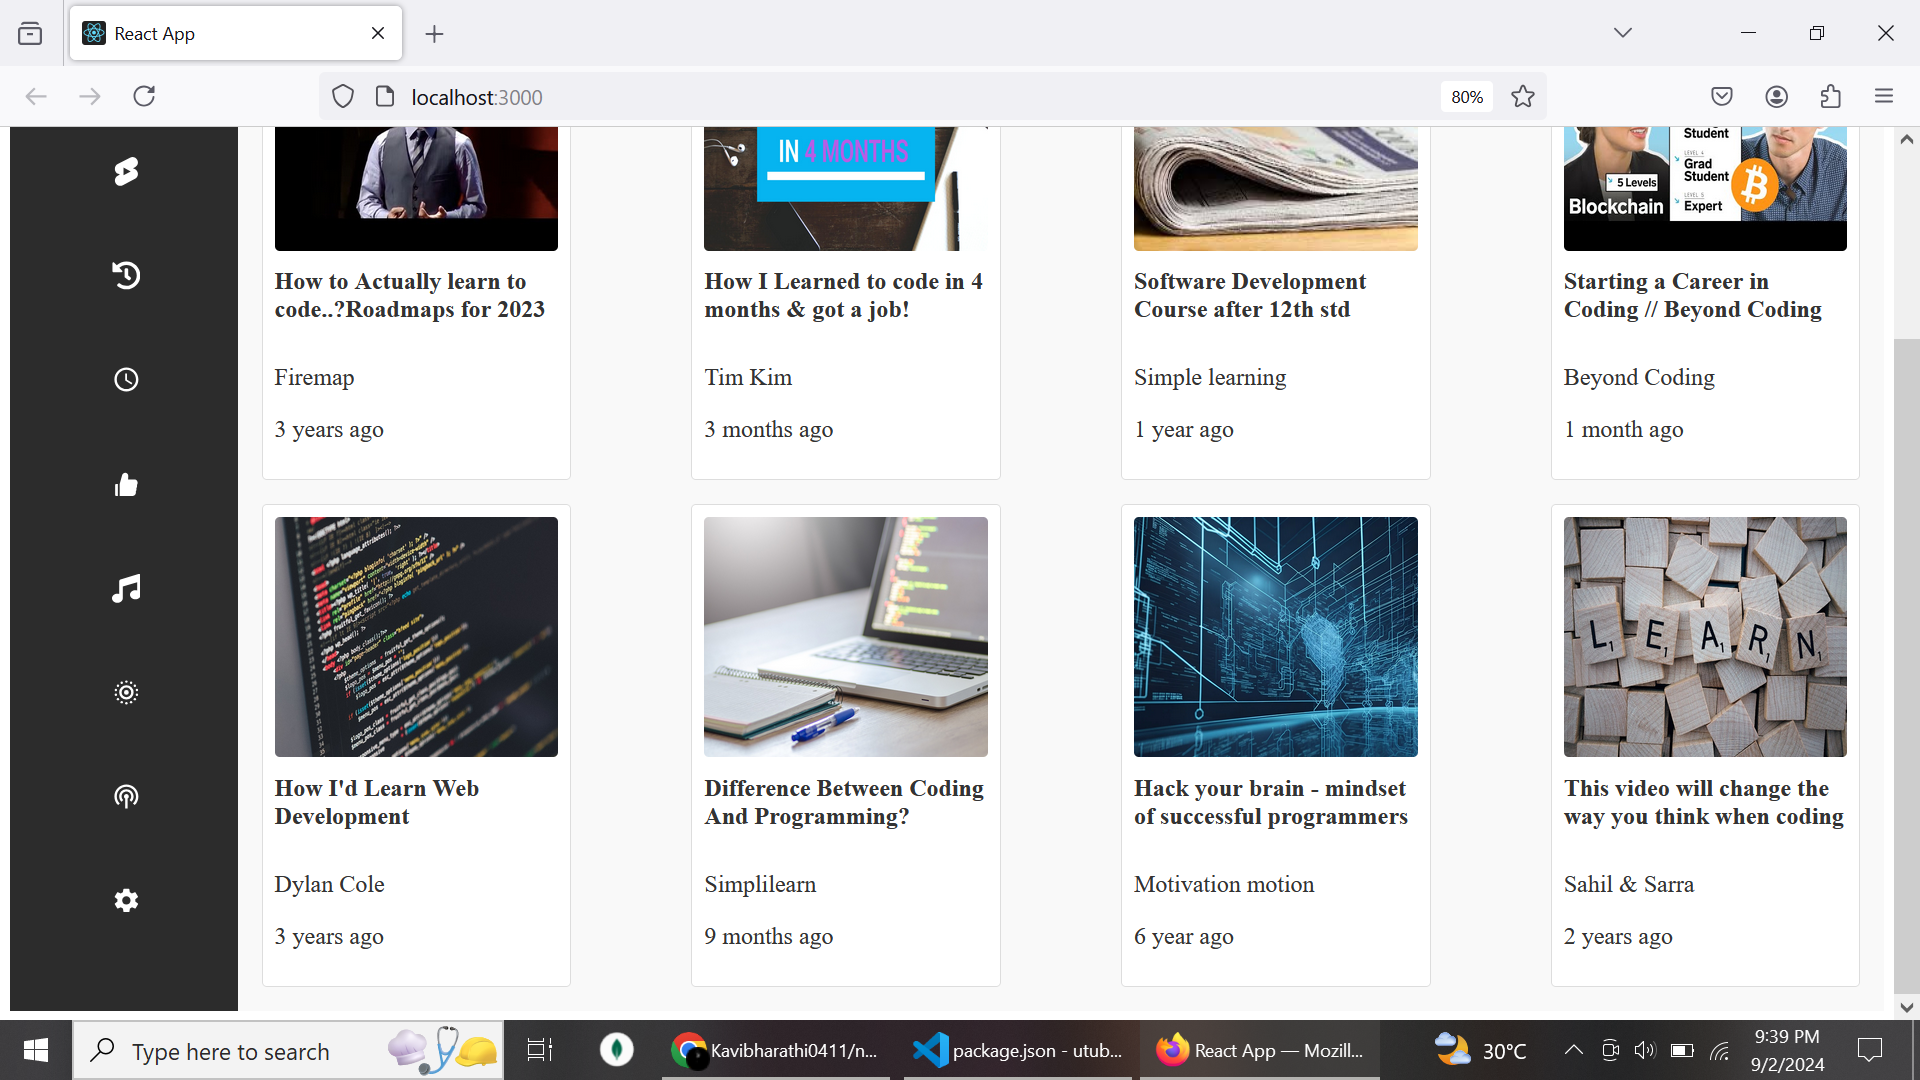 React App
localhost:3000
80%
IN 4 MONTHS
Student
LEVEL 4
Grad
Student
5 Levels
LEVEL 5
Blockchain
Expert
How to Actually learn to
code..?Roadmaps for 2023
Firemap
3 years ago
How I Learned to code in 4
months & got a job!
Tim Kim
3 months ago
Software Development
Course after 12th std
Simple learning
1 year ago
Starting a Career in
Coding // Beyond Coding
Beyond Coding
1 month ago
LEARN
How I'd Learn Web
Development
Dylan Cole
3 years ago
Difference Between Coding
And Programming?
Simplilearn
9 months ago
Hack your brain - mindset
of successful programmers
Motivation motion
6 year ago
This video will change the
way you think when coding
Sahil & Sarra
2 years ago
Type here to search
Kavibharathi0411/n...
package.json - utub...
React App — Mozill...
30°C
9:39 PM
9/2/2024